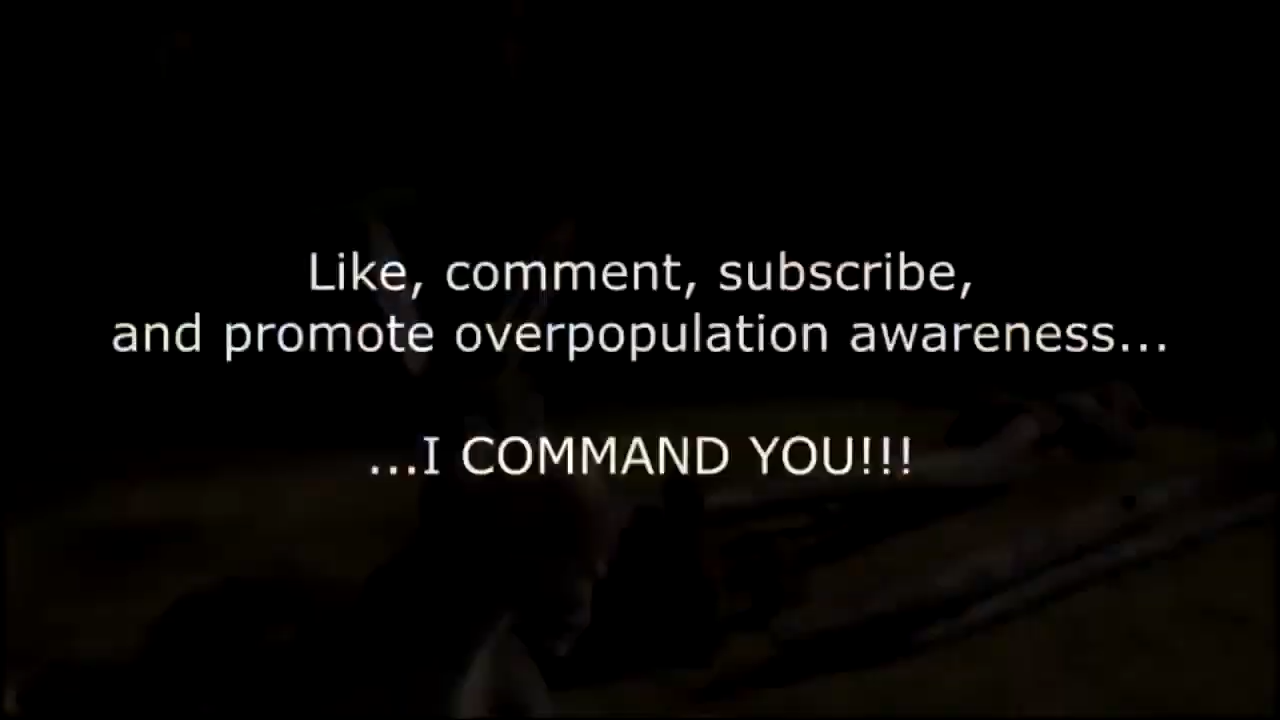 Like, comment, subscribe,
and promote overpopulation awareness...
...I COMMAND YOU!!!